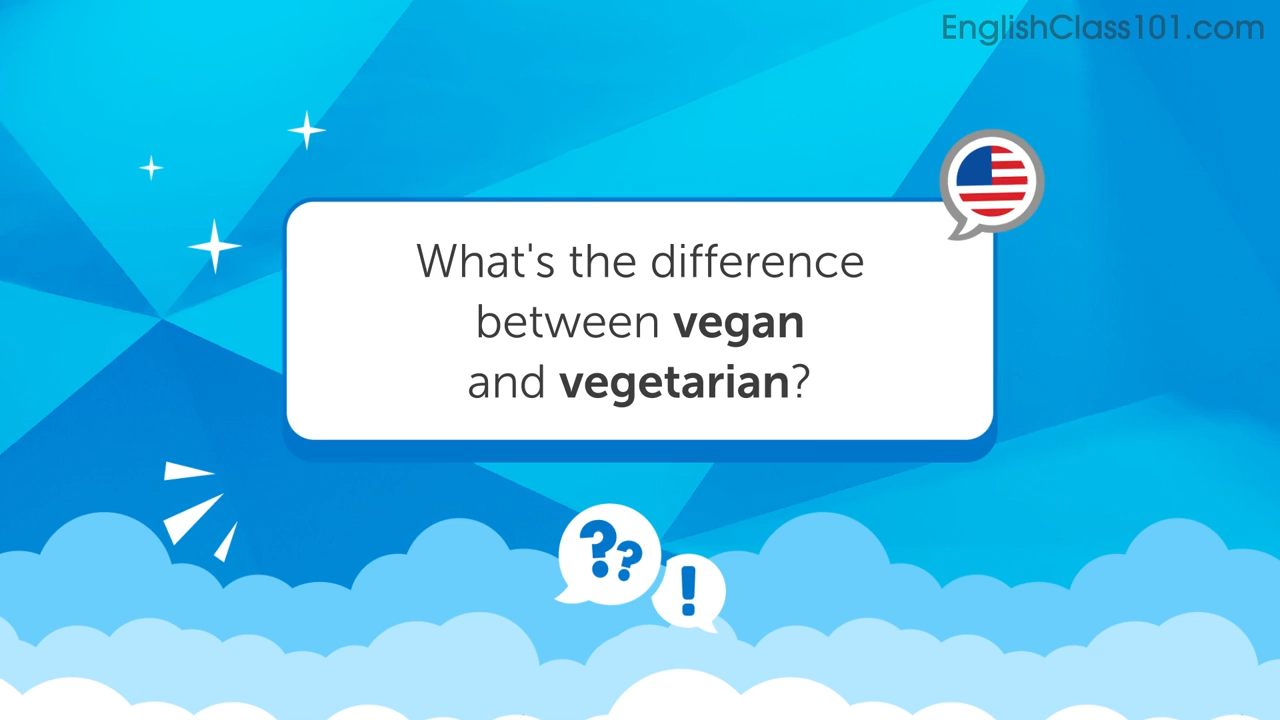 EnglishClass101.com
What's the difference
between vegan
and vegetarian?
??
!